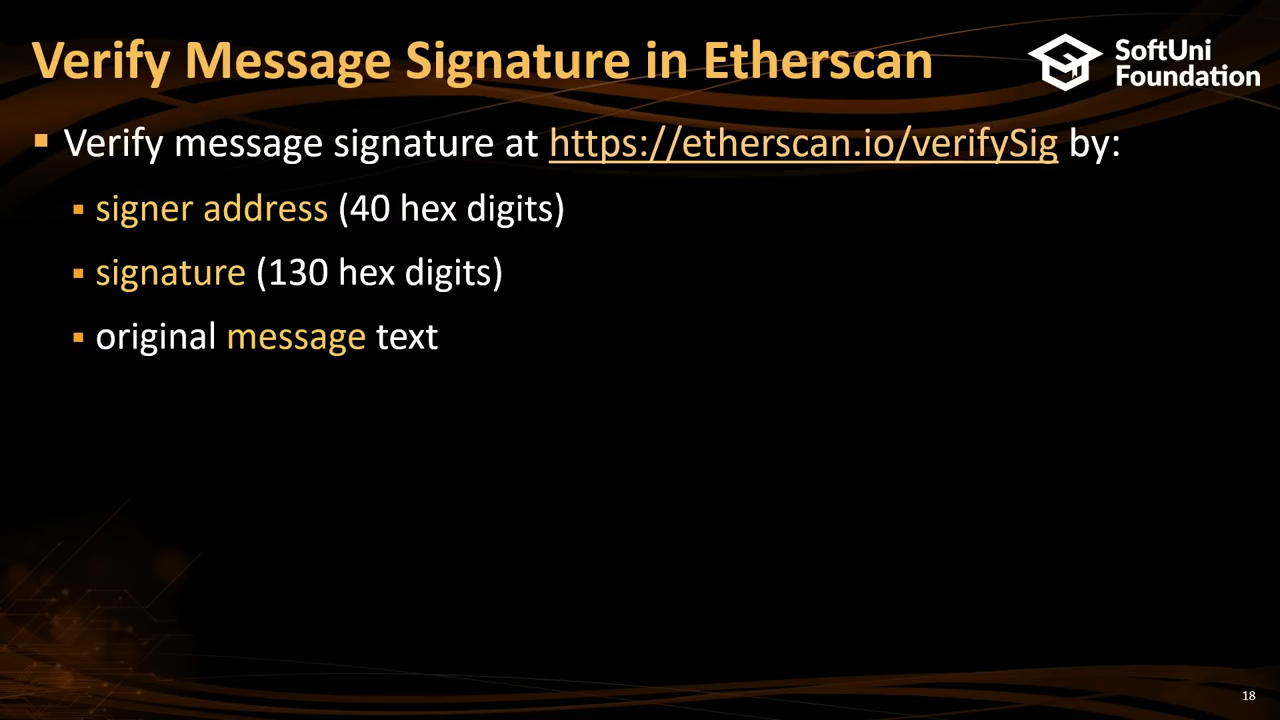 Verify Message Signature in Etherscan
SoftUni
Foundation
▪ Verify message signature at https://etherscan.io/verifySig by:
▪ signer address (40 hex digits)
▪ signature (130 hex digits)
▪ original message text
18